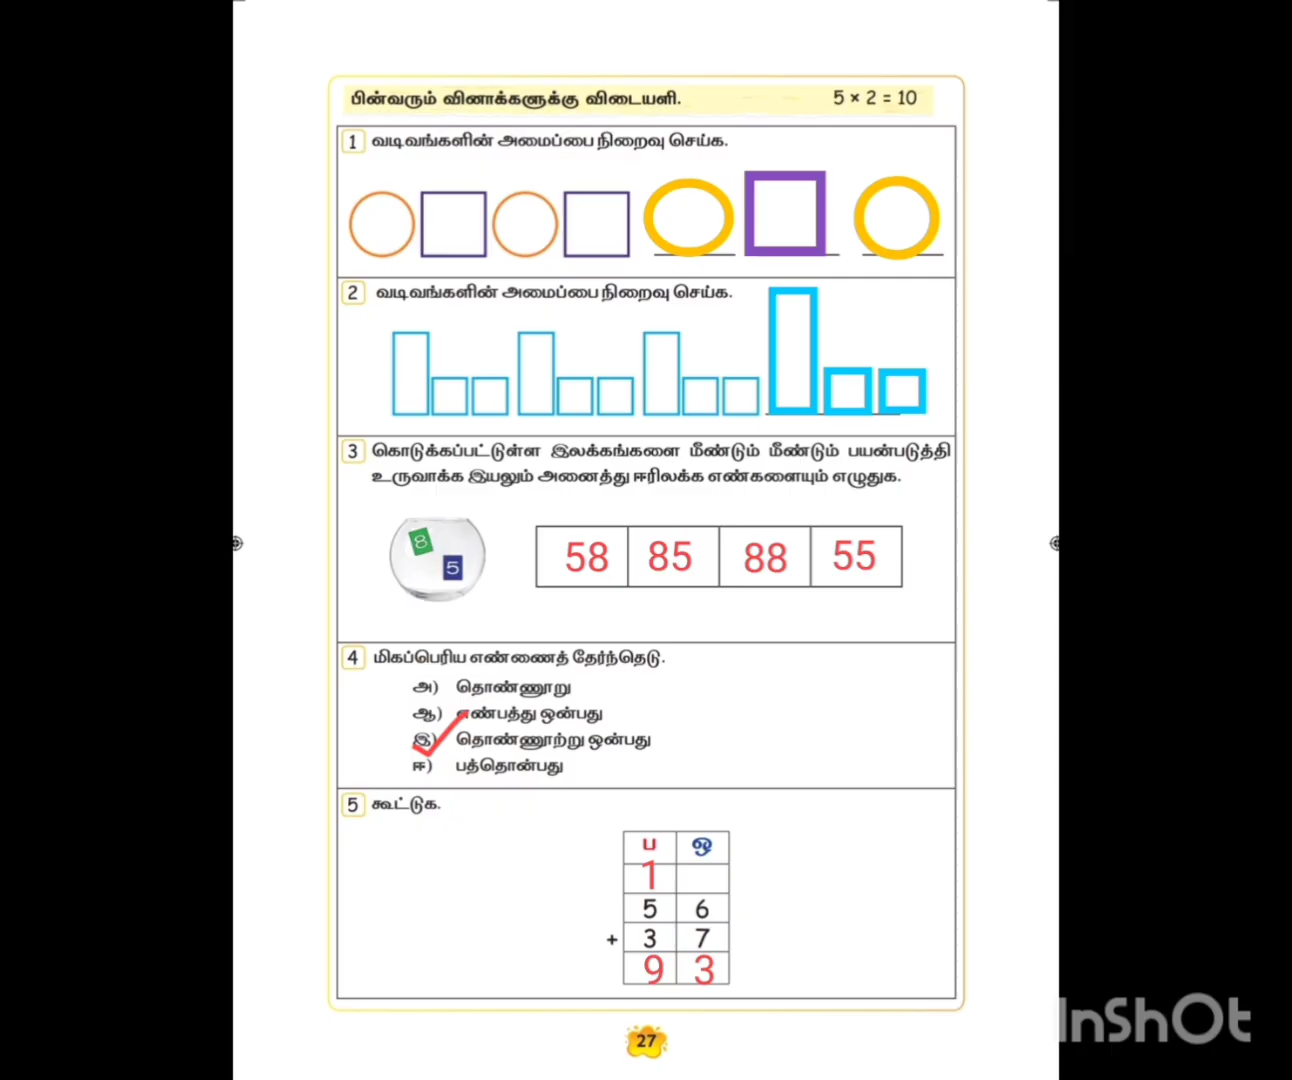 பின்வரும் வினாக்களுக்கு விடையளி. 5 × 2 = 10
1 வடிவங்களின் அமைப்பை நிறைவு செய்க.
2 வடிவங்களின் அமைப்பை நிறைவு செய்க.
3 கொடுக்கப்பட்டுள்ள இலக்கங்களை மீண்டும் மீண்டும் பயன்படுத்தி
உருவாக்க இயலும் அனைத்து ஈரிலக்க எண்களையும் எழுதுக.
8
5
58 85 88 55
4 மிகப்பெரிய எண்ணைத் தேர்ந்தெடு.
அ) தொண்ணூறு
ஆ) எண்பத்து ஒன்பது
இ) தொண்ணூற்று ஒன்பது
ஈ) பத்தொன்பது
5 கூட்டுக.
ப ஒ
1
5 6
+ 3 7
9 3
27
InShOt